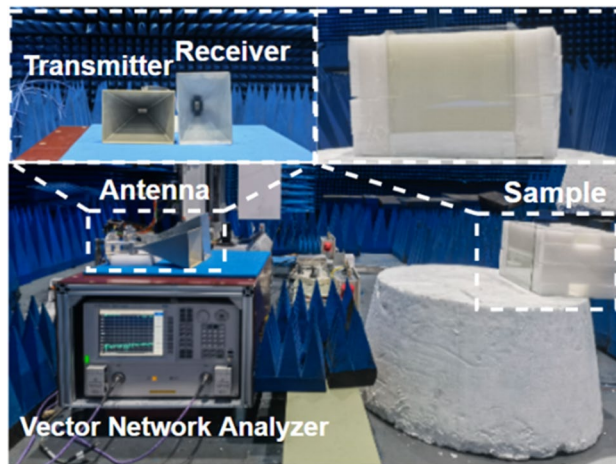 Receiver
Transmitter
Antenna
Sample
Vector Network Analyzer